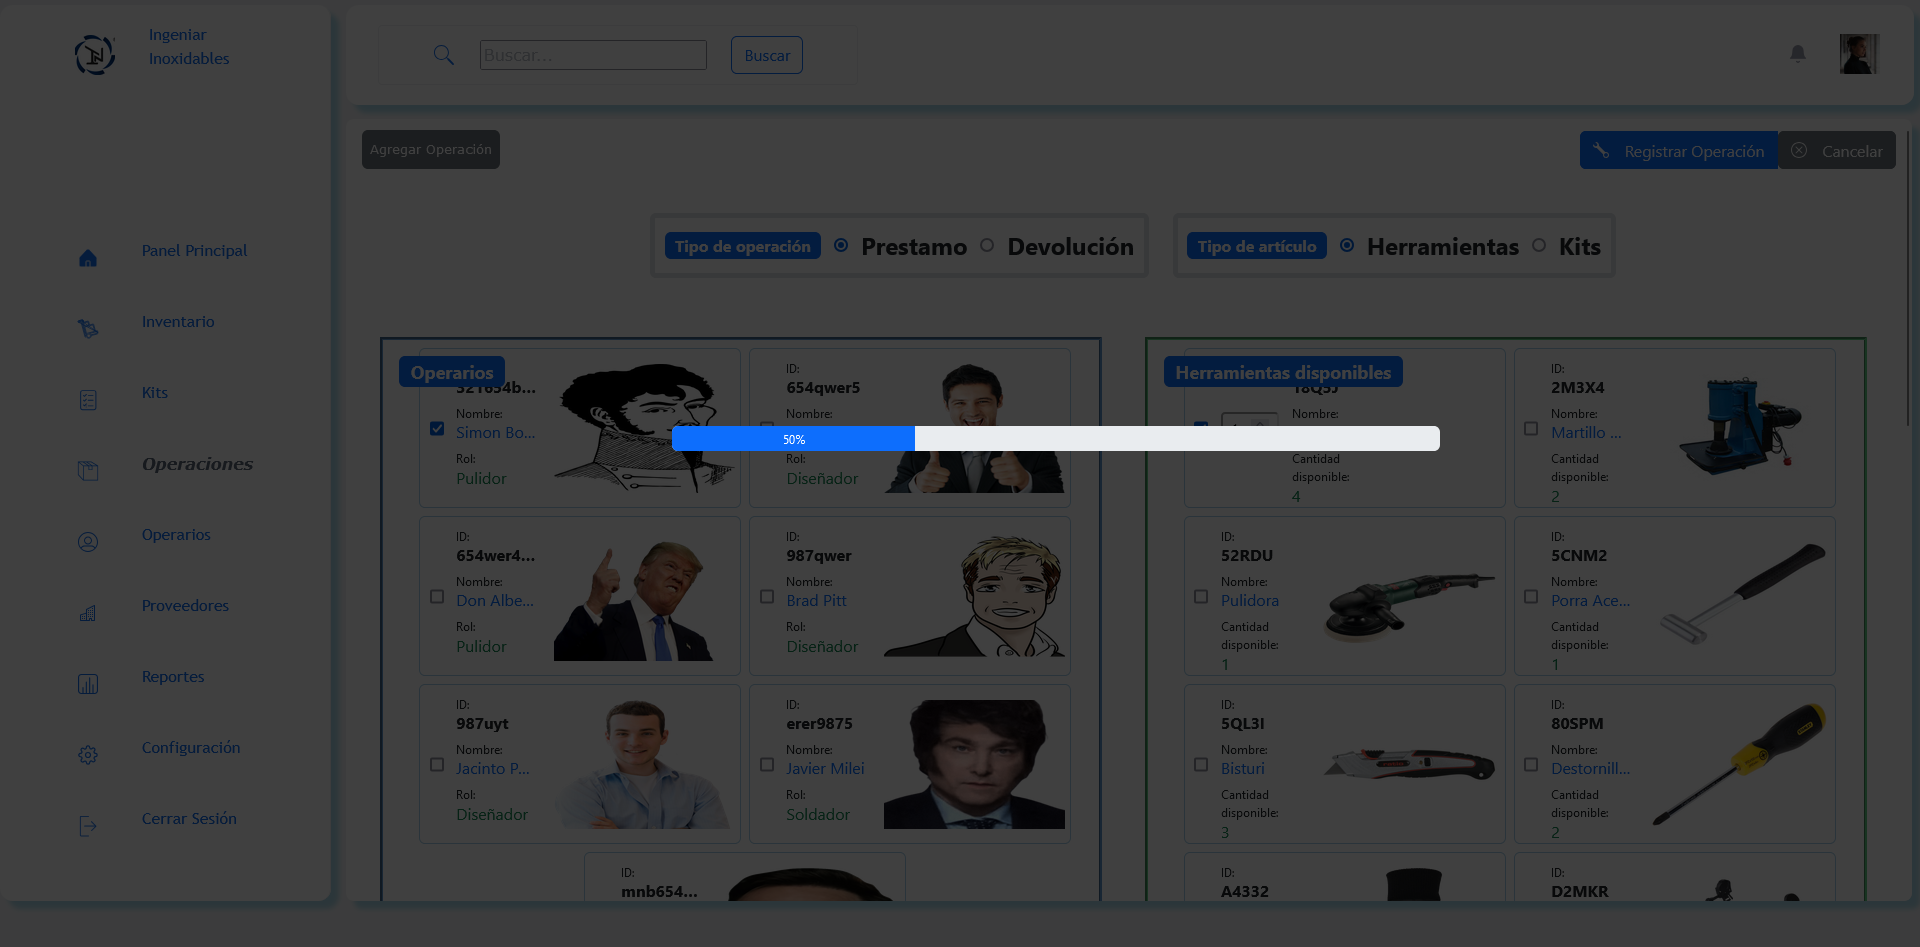 Ingeniar
Inoxidables
Buscar...
Buscar
Agregar Operación
Registrar Operación
Cancelar
Panel Principal
Inventario
Kits
Operaciones
Operarios
Proveedores
Reportes
Configuración
Cerrar Sesión
Tipo de operación
Prestamo
Devolución
Tipo de artículo
Herramientas
Kits
50%
Operarios
321654b...
Nombre:
Simon Bo...
Rol:
Pulidor
ID:
654qwer5
Nombre:
Rol:
Diseñador
ID:
654wer4...
Nombre:
Don Albe...
Rol:
Pulidor
ID:
987qwer
Nombre:
Brad Pitt
Rol:
Diseñador
ID:
987uyt
Nombre:
Jacinto P...
Rol:
Diseñador
ID:
erer9875
Nombre:
Javier Milei
Rol:
Soldador
ID:
mnb654...
Herramientas disponibles
Nombre:
Cantidad
disponible:
4
ID:
2M3X4
Nombre:
Martillo ...
Cantidad
disponible:
2
ID:
52RDU
Nombre:
Pulidora
Cantidad
disponible:
1
ID:
5CNM2
Nombre:
Porra Ace...
Cantidad
disponible:
1
ID:
5QL3I
Nombre:
Bisturi
Cantidad
disponible:
3
ID:
80SPM
Nombre:
Destornill...
Cantidad
disponible:
2
ID:
A4332
ID:
D2MKR